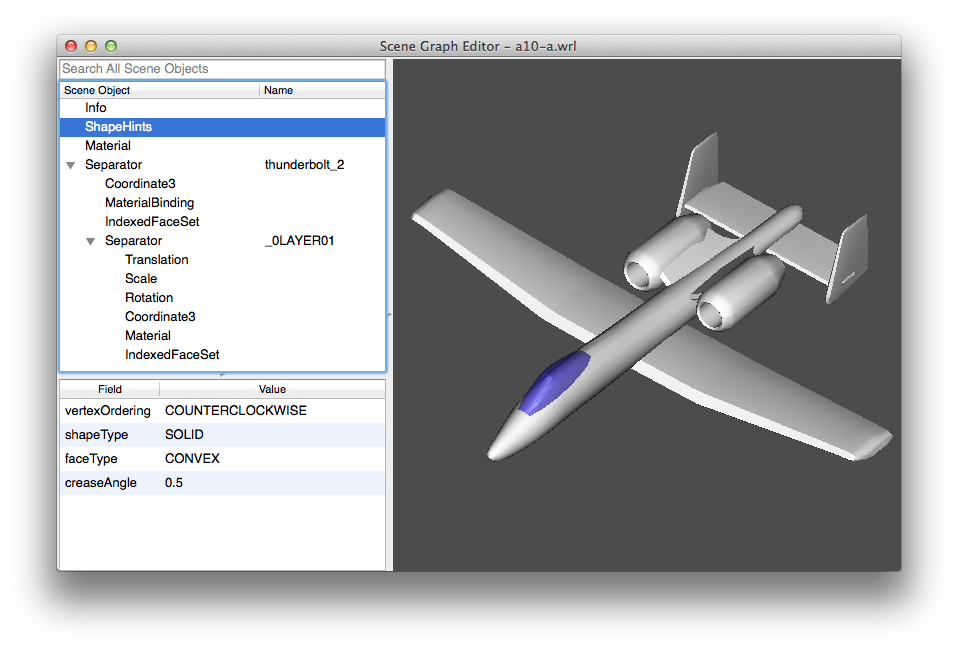 Scene Graph Editor – a10-a.wrl
Search All Scene Objects
Scene Object Name
Info
ShapeHints
Material
Separator thunderbolt_2
Coordinate3
MaterialBinding
IndexedFaceSet
Separator _0LAYER01
Translation
Scale
Rotation
Coordinate3
Material
IndexedFaceSet
Field Value
vertexOrdering COUNTERCLOCKWISE
shapeType SOLID
faceType CONVEX
creaseAngle 0.5